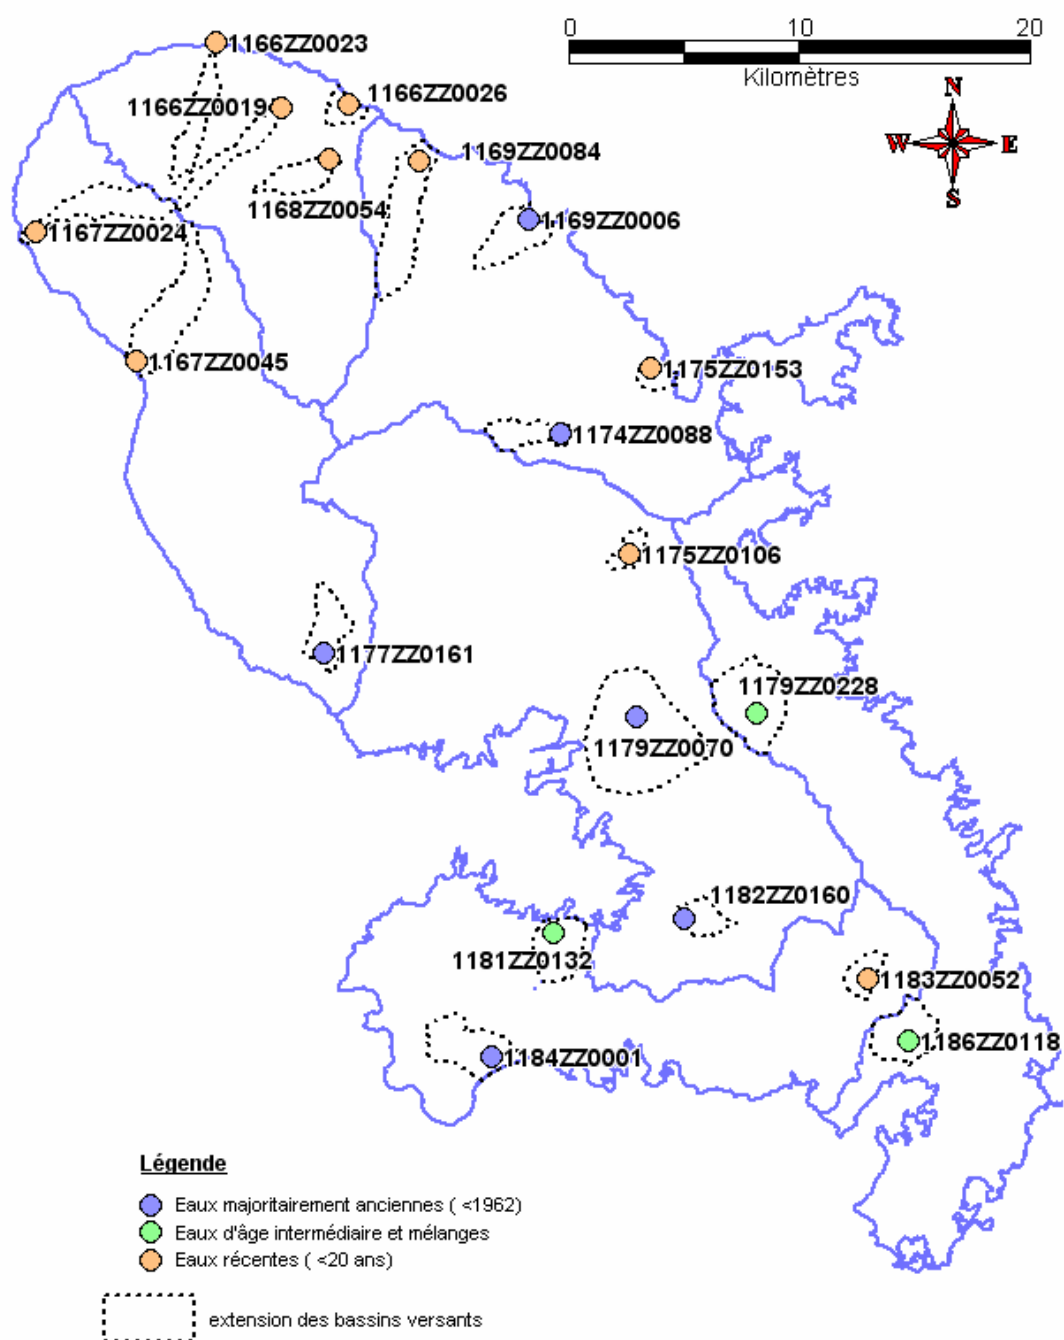 0 10 20
Kilomètres
N
W E
S
1166ZZ0023
1166ZZ0019
1166ZZ0026
1169ZZ0084
1168ZZ0054
1169ZZ0006
1167ZZ0024
1167ZZ0045
1175ZZ0153
1174ZZ0088
1175ZZ0106
1177ZZ0161
1179ZZ0228
1179ZZ0070
1182ZZ0160
1181ZZ0132
1183ZZ0052
1186ZZ0118
1184ZZ0001
Légende
Eaux majoritairement anciennes ( <1962)
Eaux d'âge intermédiaire et mélanges
Eaux récentes ( <20 ans)
extension des bassins versants